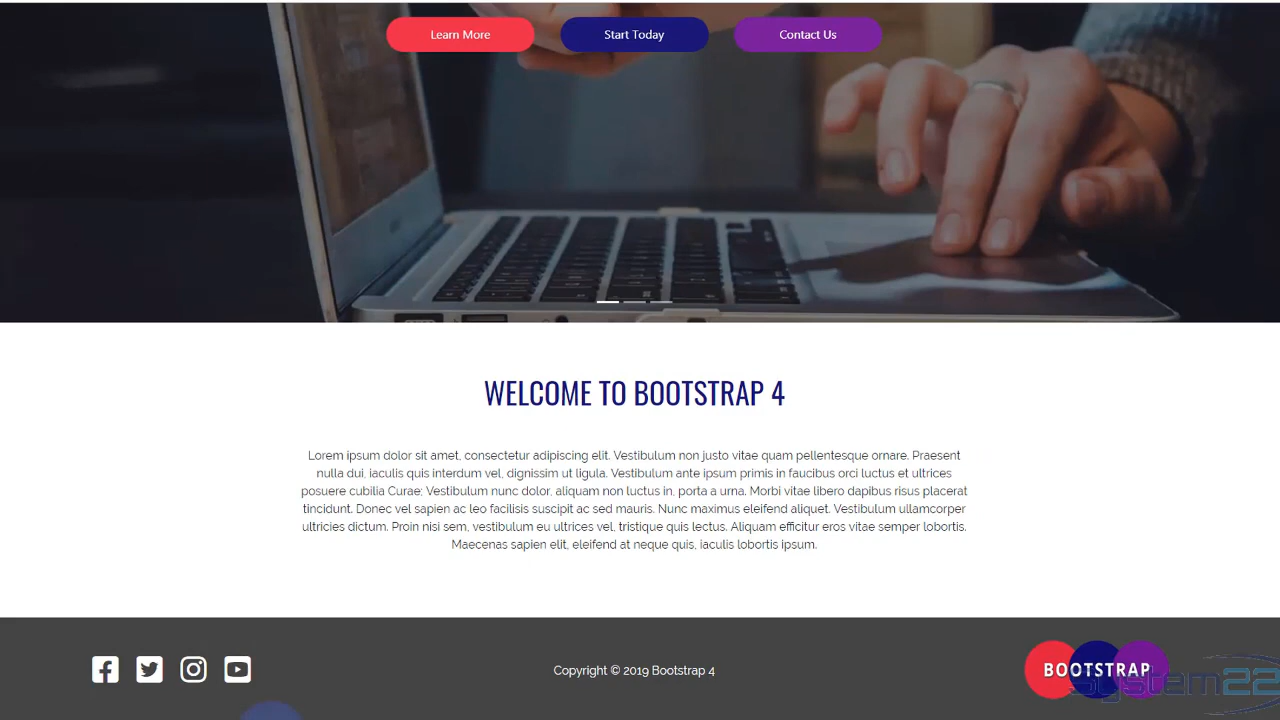 Learn More
Start Today
Contact Us
WELCOME TO BOOTSTRAP 4
Lorem ipsum dolor sit amet, consectetur adipiscing elit. Vestibulum non justo vitae quam pellentesque ornare. Praesent
nulla dui, iaculis quis interdum vel, dignissim ut ligula. Vestibulum ante ipsum primis in faucibus orci luctus et ultrices
posuere cubilia Curae; Vestibulum nunc dolor, aliquam non luctus in, porta a urna. Morbi vitae libero dapibus risus placerat
tincidunt. Donec vel sapien ac leo facilisis suscipit ac sed mauris. Nunc maximus eleifend aliquet. Vestibulum ullamcorper
ultricies dictum. Proin nisi sem, vestibulum eu ultrices vel, tristique quis lectus. Aliquam efficitur eros vitae semper lobortis.
Maecenas sapien elit, eleifend at neque quis, iaculis lobortis ipsum.
Copyright © 2019 Bootstrap 4
BOOTSTRAP
system22